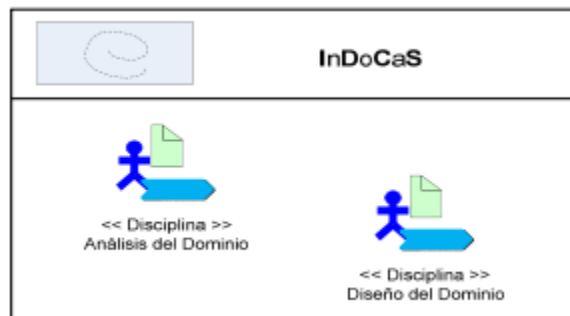 InDoCaS
<< Disciplina >>
Análisis del Dominio
<< Disciplina >>
Diseño del Dominio